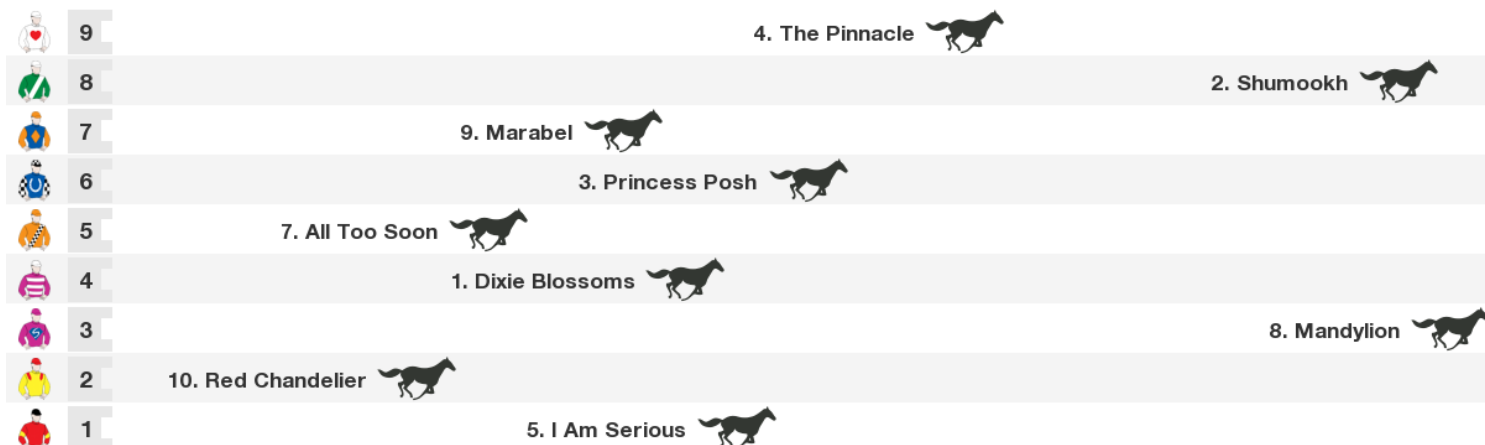 9 4. The Pinnacle
8 2. Shumookh
7 9. Marabel
6 3. Princess Posh
5 7. All Too Soon
4 1. Dixie Blossoms
3 8. Mandylion
2 10. Red Chandelier
1 5. I Am Serious